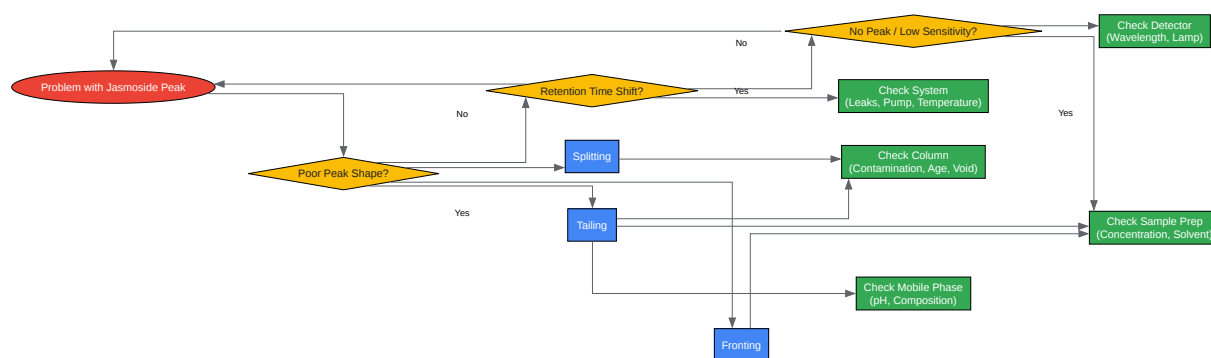 No Peak / Low Sensitivity?
Check Detector
(Wavelength, Lamp)
No
Problem with Jasmoside Peak
Retention Time Shift?
Yes
Check System
(Leaks, Pump, Temperature)
No
Yes
Splitting
Check Column
(Contamination, Age, Void)
Poor Peak Shape?
Yes
Tailing
Check Sample Prep
(Concentration, Solvent)
Check Mobile Phase
(pH, Composition)
Fronting